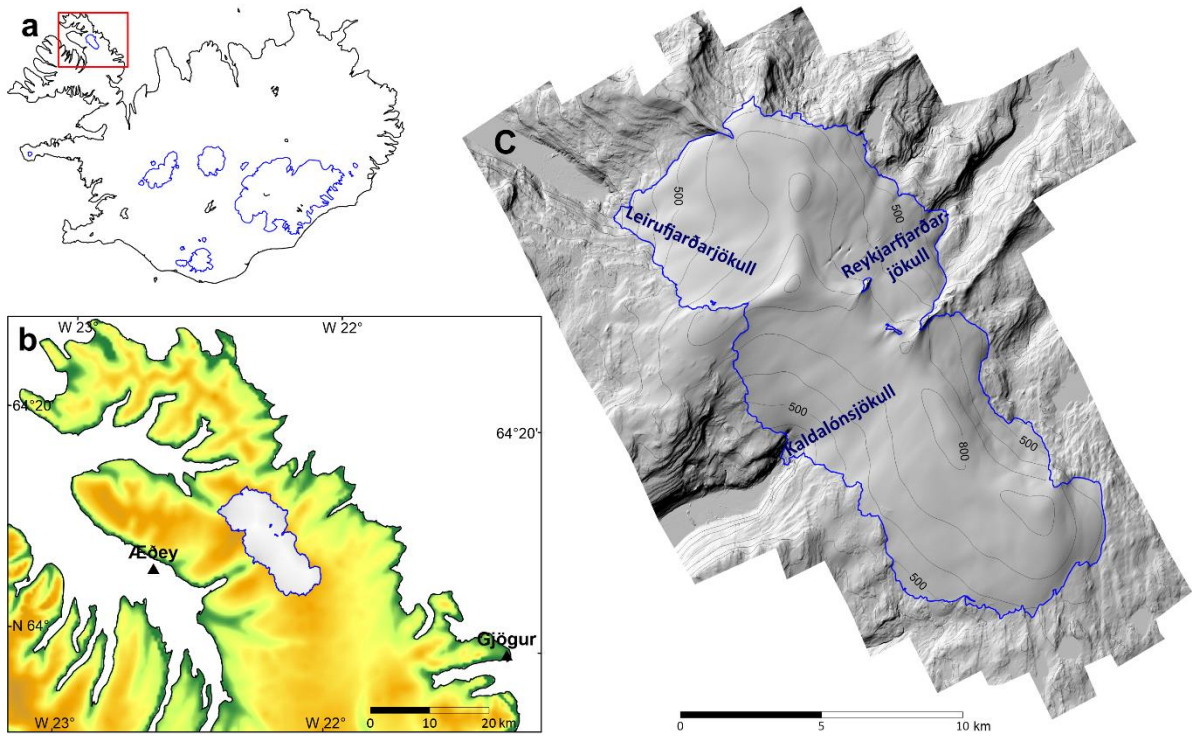 a
b
W 23°
W 22°
64°20'
64°20'
Æðey
N 64°
Gjögur
0 10 20 km
W 23°
W 22°
C
500
500
Leirufjarðarjökull
Reykjarfjarðar-
jökull
500
Kaldalónsjökull
800
500
500
0 5 10 km